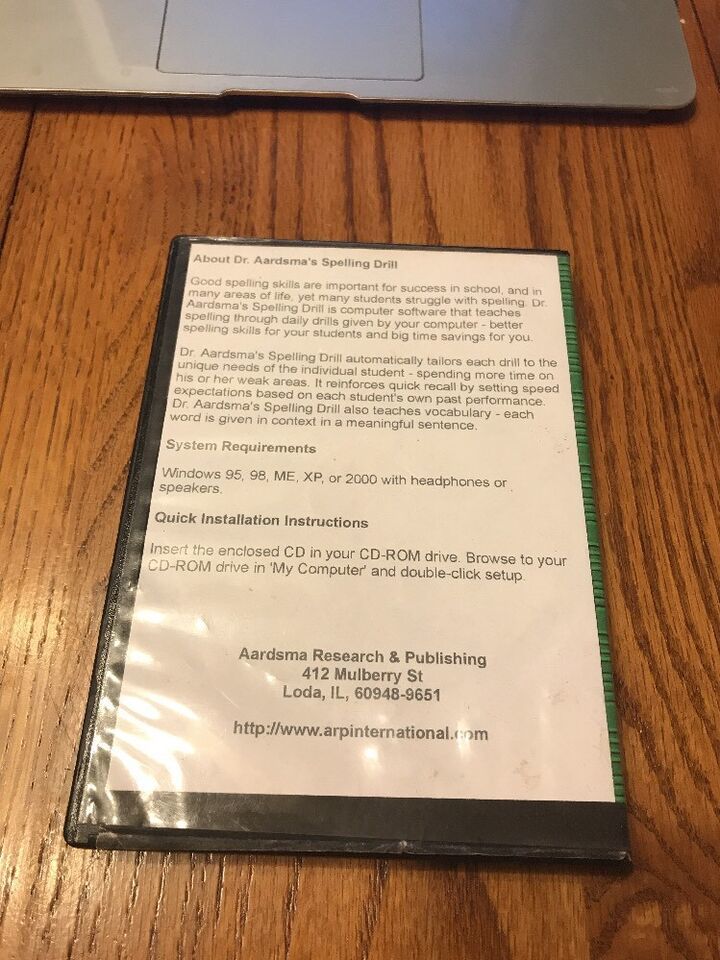 About Dr. Aardsma's Spelling Drill
Good spelling skills are important for success in school, and in
many areas of life, yet many students struggle with spelling. Dr.
Aardsma's Spelling Drill is computer software that teaches
spelling through daily drills given by your computer - better
spelling skills for your students and big time savings for you.
Dr. Aardsma's Spelling Drill automatically tailors each drill to the
unique needs of the individual student - spending more time on
his or her weak areas. It reinforces quick recall by setting speed
expectations based on each student's own past performance.
Dr. Aardsma's Spelling Drill also teaches vocabulary - each
word is given in context in a meaningful sentence.
System Requirements
Windows 95, 98, ME, XP, or 2000 with headphones or
speakers.
Quick Installation Instructions
Insert the enclosed CD in your CD-ROM drive. Browse to your
CD-ROM drive in 'My Computer' and double-click setup.
Aardsma Research & Publishing
412 Mulberry St
Loda, IL, 60948-9651
http://www.arpinternational.com